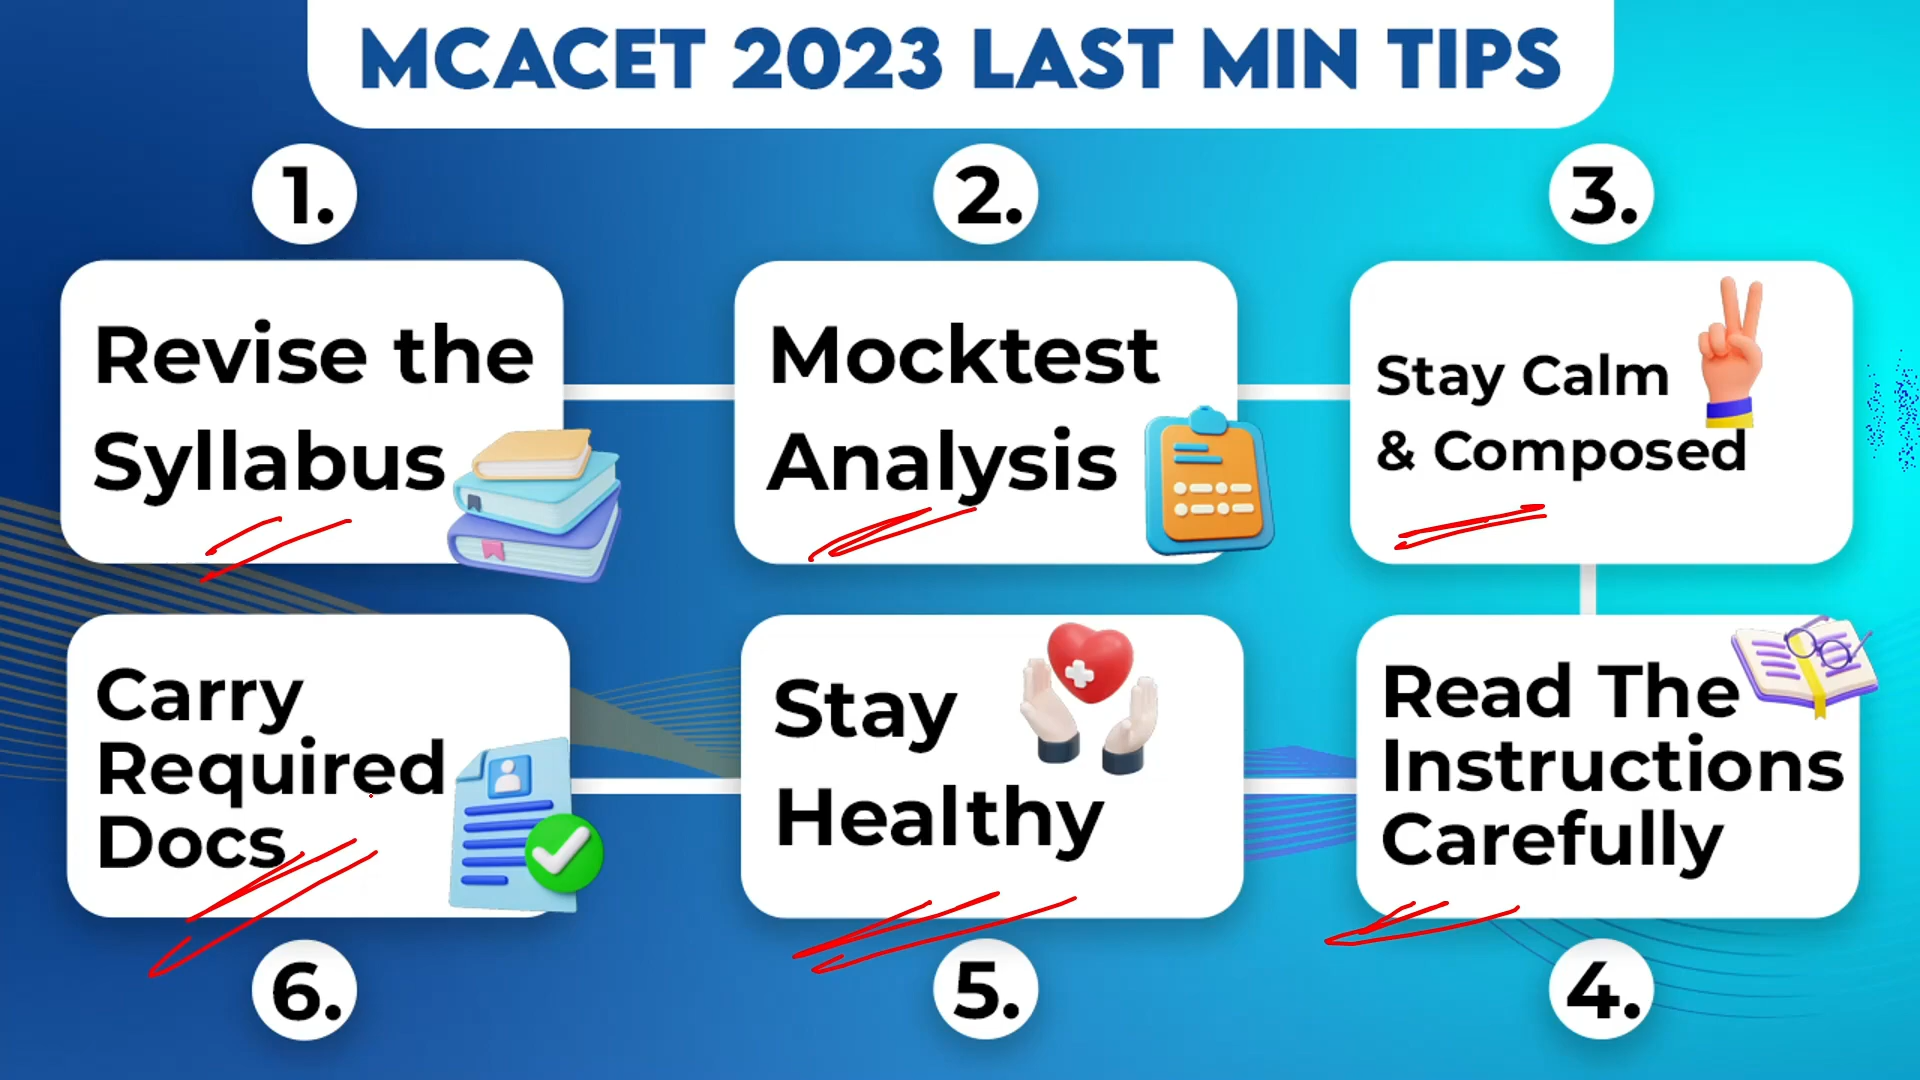 MCACET 2023 LAST MIN TIPS
1.
Revise the
Syllabus
2.
Mocktest
Analysis
3.
Stay Calm
& Composed
4.
Read The
Instructions
Carefully
5.
Stay
Healthy
6.
Carry
Required
Docs